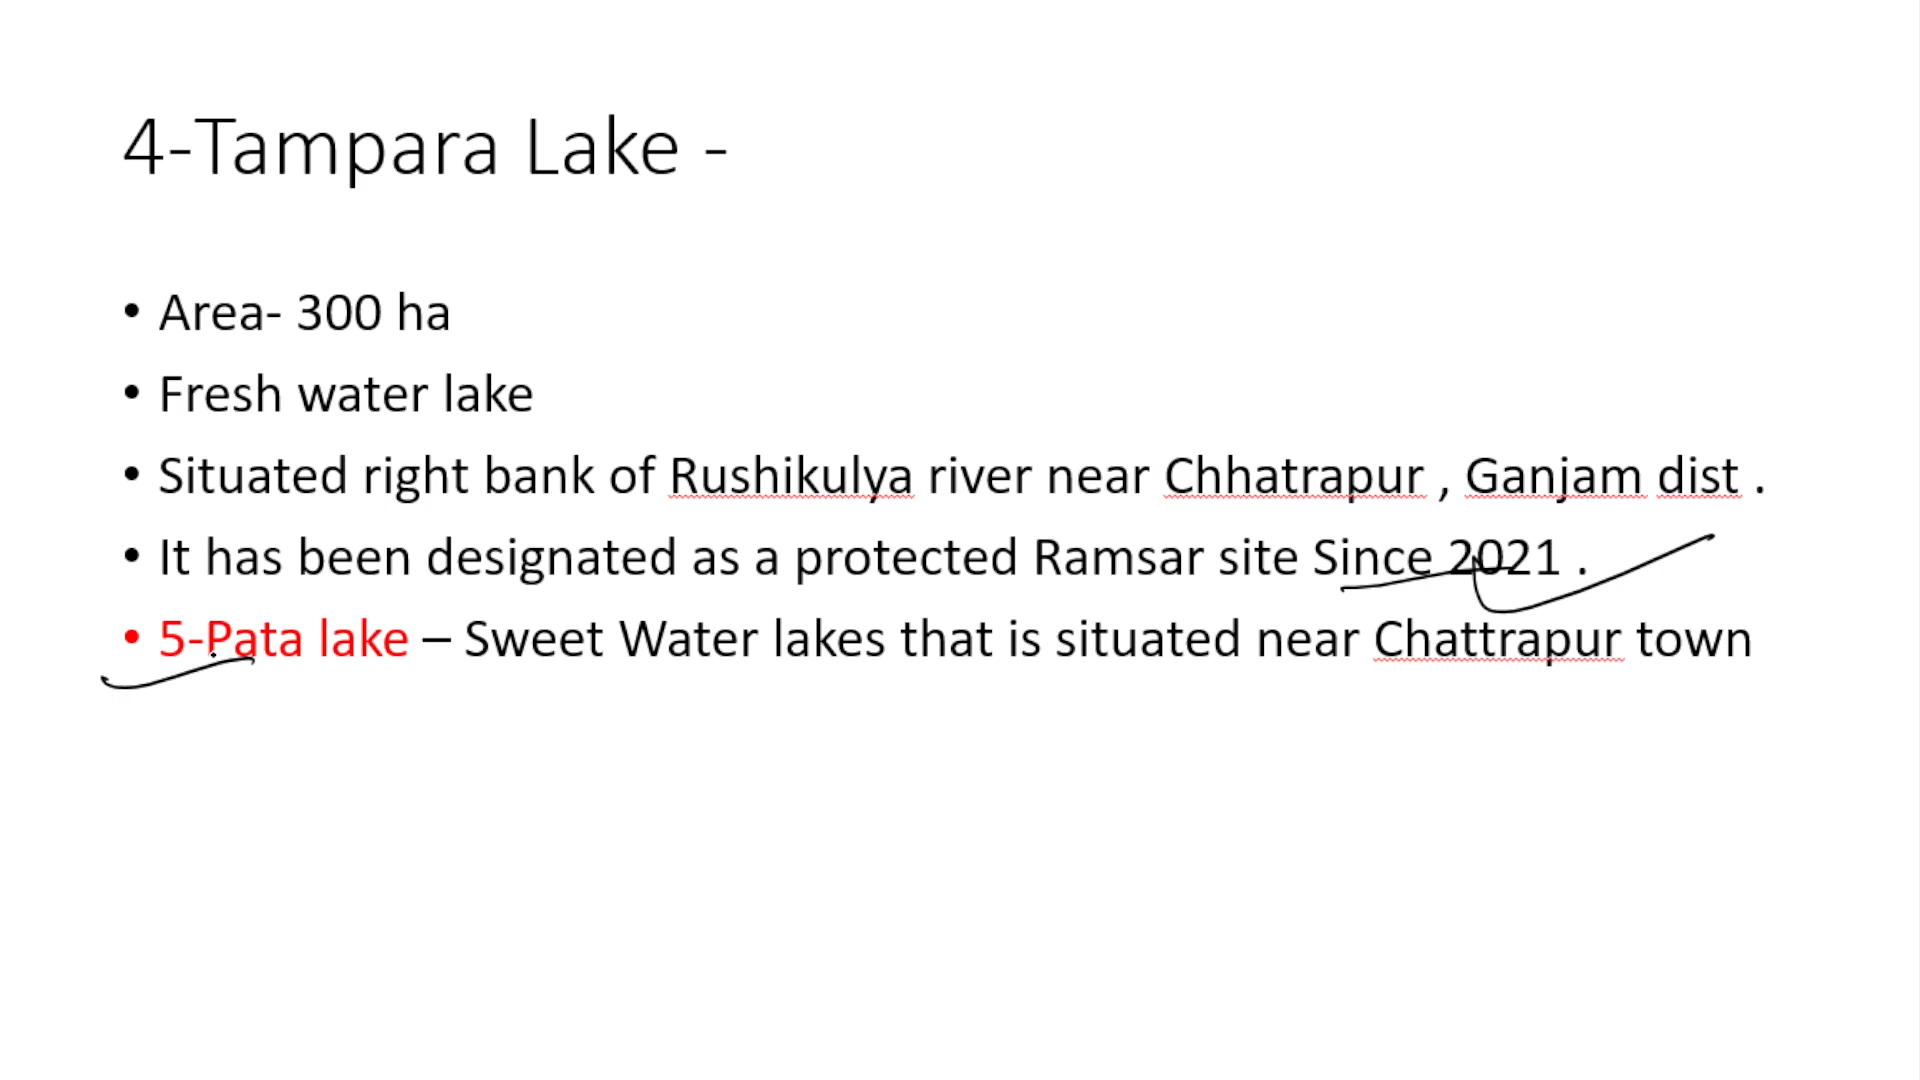 4-Tampara Lake -
• Area- 300 ha
• Fresh water lake
• Situated right bank of Rushikulya river near Chhatrapur , Ganjam dist .
• It has been designated as a protected Ramsar site Since 2021 .
• 5-Pata lake – Sweet Water lakes that is situated near Chattrapur town